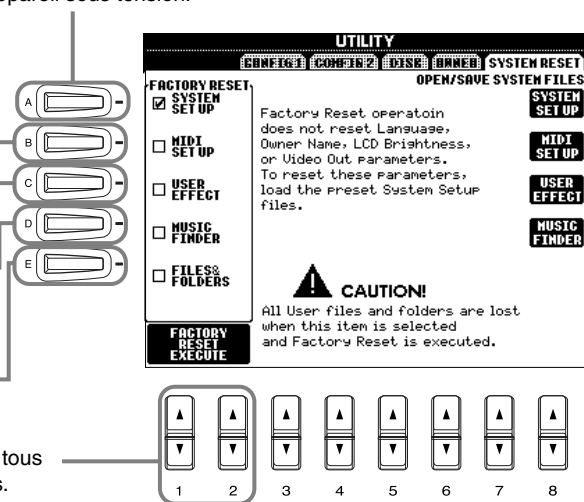 appareil sous tension.
UTILITY
CONFIG 1 CONFIG 2 DISK OWNER SYSTEM RESET
FACTORY RESET
OPEN/SAVE SYSTEM FILES
A
SYSTEM SET UP
SYSTEM SET UP
Factory Reset operatoin
does not reset Language,
Owner Name, LCD Brightness,
or Video Out parameters.
To reset these parameters,
load the preset System Setup
files.
B
MIDI SET UP
MIDI SET UP
C
USER EFFECT
USER EFFECT
D
MUSIC FINDER
MUSIC FINDER
E
FILES& FOLDERS
CAUTION!
All User files and folders are lost
when this item is selected
and Factory Reset is executed.
FACTORY RESET EXECUTE
tous
s.
1 2 3 4 5 6 7 8